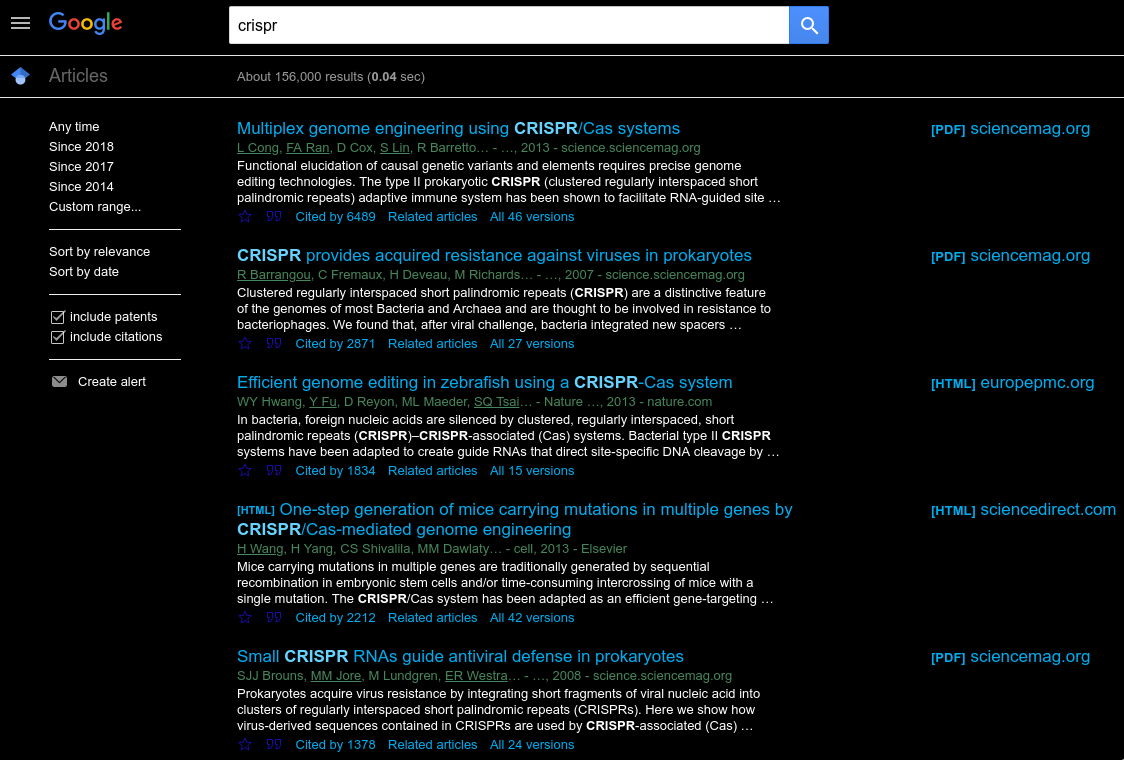 Google
crispr
Articles
About 156,000 results (0.04 sec)
Any time
Since 2018
Since 2017
Since 2014
Custom range...
Sort by relevance
Sort by date
include patents
include citations
Create alert
Multiplex genome engineering using CRISPR/Cas systems
L Cong, FA Ran, D Cox, S Lin, R Barretto… - …, 2013 - science.sciencemag.org
Functional elucidation of causal genetic variants and elements requires precise genome
editing technologies. The type II prokaryotic CRISPR (clustered regularly interspaced short
palindromic repeats) adaptive immune system has been shown to facilitate RNA-guided site …
Cited by 6489 Related articles All 46 versions
[PDF] sciencemag.org
CRISPR provides acquired resistance against viruses in prokaryotes
R Barrangou, C Fremaux, H Deveau, M Richards… - …, 2007 - science.sciencemag.org
Clustered regularly interspaced short palindromic repeats (CRISPR) are a distinctive feature
of the genomes of most Bacteria and Archaea and are thought to be involved in resistance to
bacteriophages. We found that, after viral challenge, bacteria integrated new spacers …
Cited by 2871 Related articles All 27 versions
[PDF] sciencemag.org
Efficient genome editing in zebrafish using a CRISPR-Cas system
WY Hwang, Y Fu, D Reyon, ML Maeder, SQ Tsai… - Nature …, 2013 - nature.com
In bacteria, foreign nucleic acids are silenced by clustered, regularly interspaced, short
palindromic repeats (CRISPR)–CRISPR-associated (Cas) systems. Bacterial type II CRISPR
systems have been adapted to create guide RNAs that direct site-specific DNA cleavage by …
Cited by 1834 Related articles All 15 versions
[HTML] europepmc.org
[HTML] One-step generation of mice carrying mutations in multiple genes by
CRISPR/Cas-mediated genome engineering
H Wang, H Yang, CS Shivalila, MM Dawlaty… - cell, 2013 - Elsevier
Mice carrying mutations in multiple genes are traditionally generated by sequential
recombination in embryonic stem cells and/or time-consuming intercrossing of mice with a
single mutation. The CRISPR/Cas system has been adapted as an efficient gene-targeting …
Cited by 2212 Related articles All 42 versions
[HTML] sciencedirect.com
Small CRISPR RNAs guide antiviral defense in prokaryotes
SJJ Brouns, MM Jore, M Lundgren, ER Westra… - …, 2008 - science.sciencemag.org
Prokaryotes acquire virus resistance by integrating short fragments of viral nucleic acid into
clusters of regularly interspaced short palindromic repeats (CRISPRs). Here we show how
virus-derived sequences contained in CRISPRs are used by CRISPR-associated (Cas) …
Cited by 1378 Related articles All 24 versions
[PDF] sciencemag.org